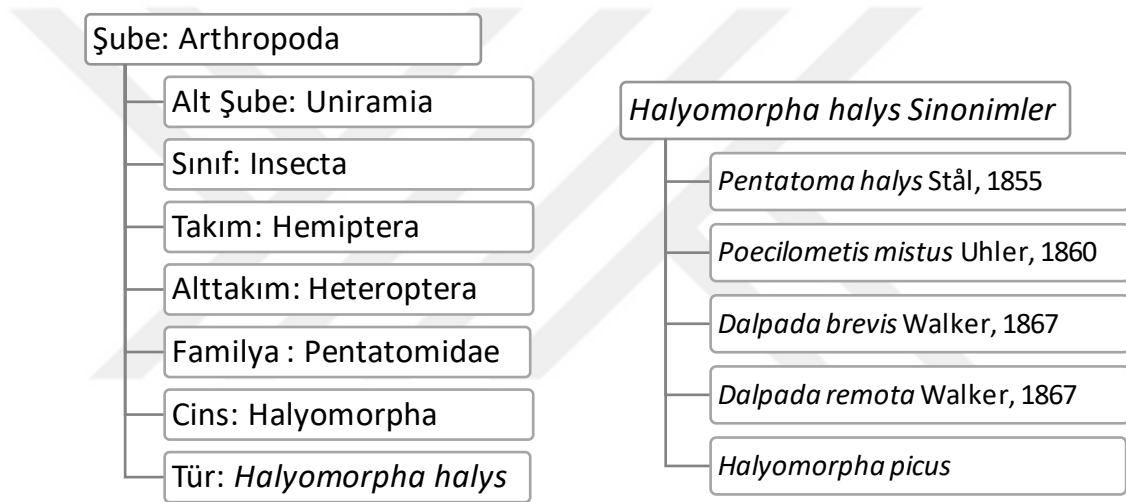 Şube: Arthropoda
Alt Şube: Uniramia
Sınıf: Insecta
Takım: Hemiptera
Alttakım: Heteroptera
Familya : Pentatomidae
Cins: Halyomorpha
Tür: Halyomorpha halys
Halyomorpha halys Sinonimler
Pentatoma halys Stål, 1855
Poecilometis mistus Uhler, 1860
Dalpada brevis Walker, 1867
Dalpada remota Walker, 1867
Halyomorpha picus